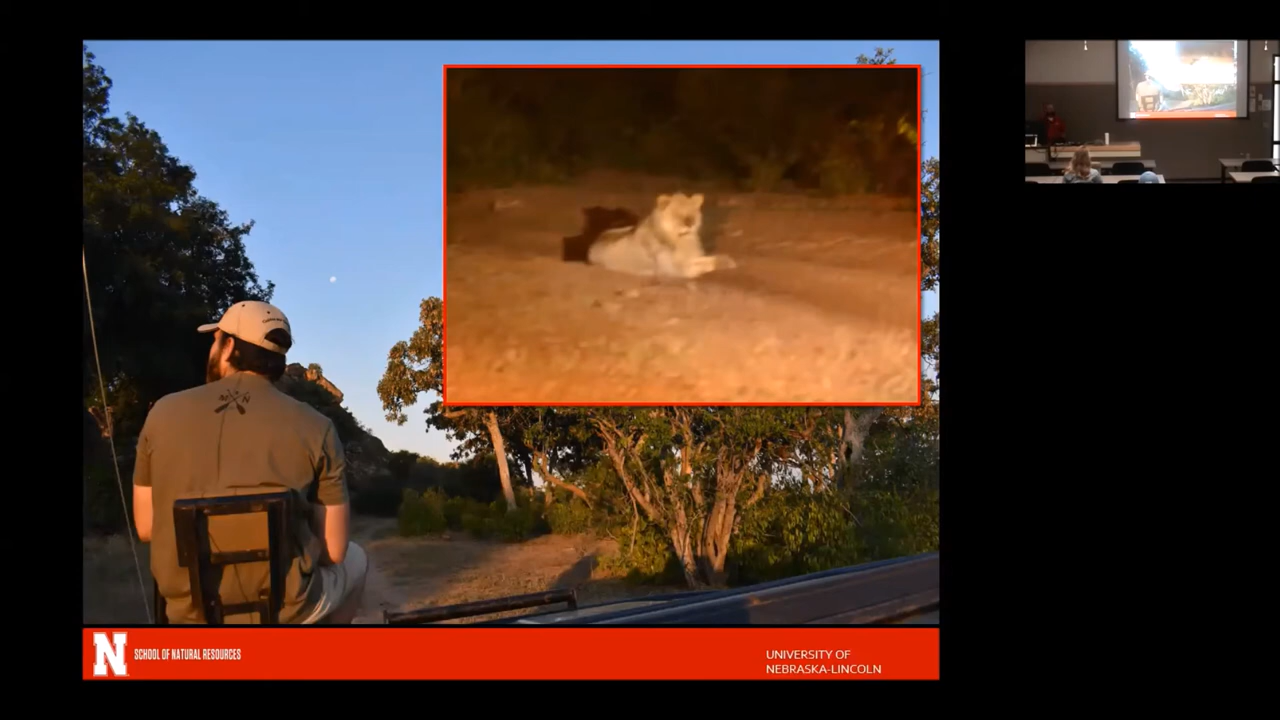 N SCHOOL OF NATURAL RESOURCES
UNIVERSITY OF
NEBRASKA-LINCOLN